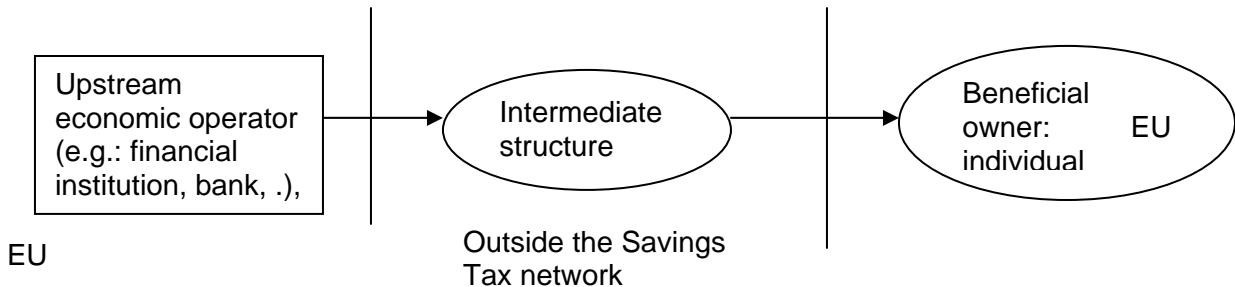 Upstream
economic operator
(e.g.: financial
institution, bank, .),
EU
Intermediate
structure
Outside the Savings
Tax network
Beneficial
owner: EU
individual